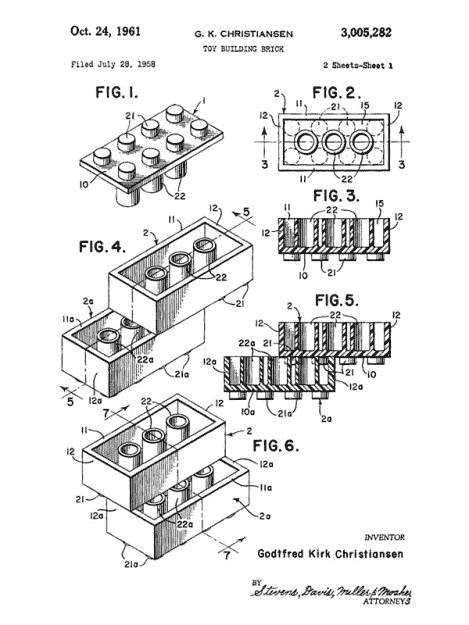 Oct. 24, 1961
G. K. CHRISTIANSEN
3,005,282
TOY BUILDING BRICK
Filed July 28, 1958
2 Sheets-Sheet 1
FIG. 1.
1
21
10
22
FIG. 2.
2
11
21
15
12
12
3
3
11
22
FIG. 3.
11
22
15
12
12
10
21
FIG. 4.
12
5
11
2
22
21
2a
11a
22a
21a
12a
5
FIG. 5.
2
22
12
12
22a
21
12a
21
12a
10
10a
21a
2a
FIG. 6.
7
22
12
11
12
2
12a
11a
21
12a
22a
2a
21a
7
INVENTOR
Godtfred Kirk Christiansen
BY
Stevens, Davis, Miller & Mosher
ATTORNEYS